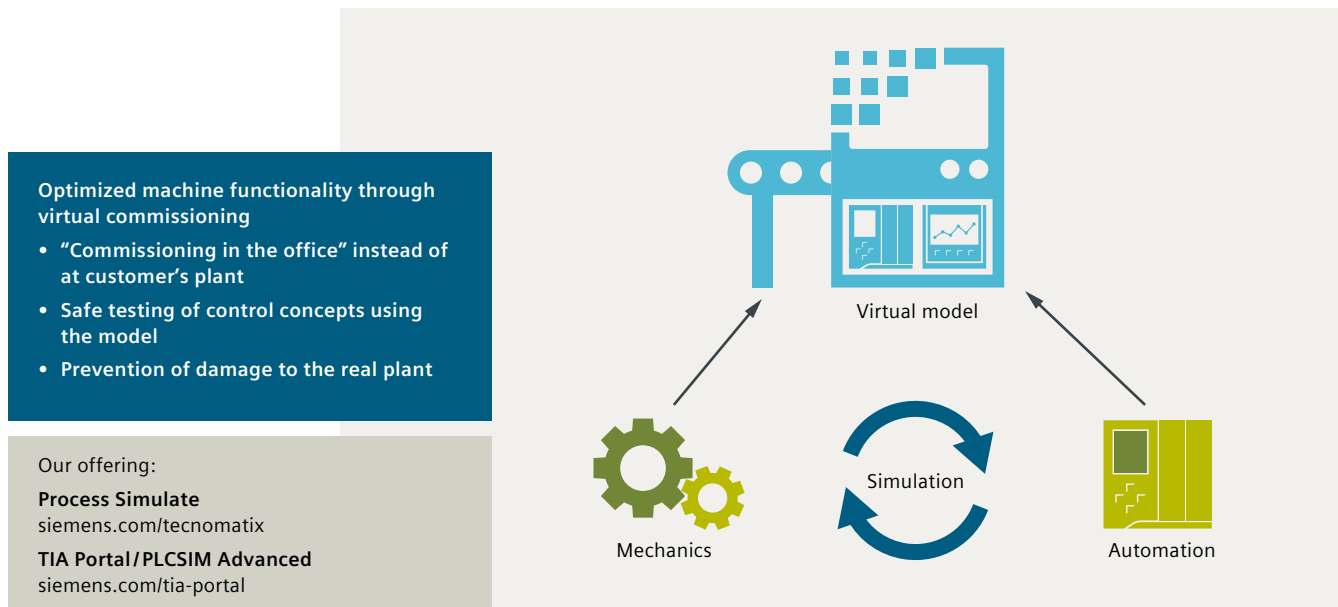 Optimized machine functionality through
virtual commissioning
• “Commissioning in the office” instead of
at customer’s plant
• Safe testing of control concepts using
the model
• Prevention of damage to the real plant
Our offering:
Process Simulate
siemens.com/tecnomatix
TIA Portal/PLCSIM Advanced
siemens.com/tia-portal
Virtual model
Simulation
Mechanics
Automation